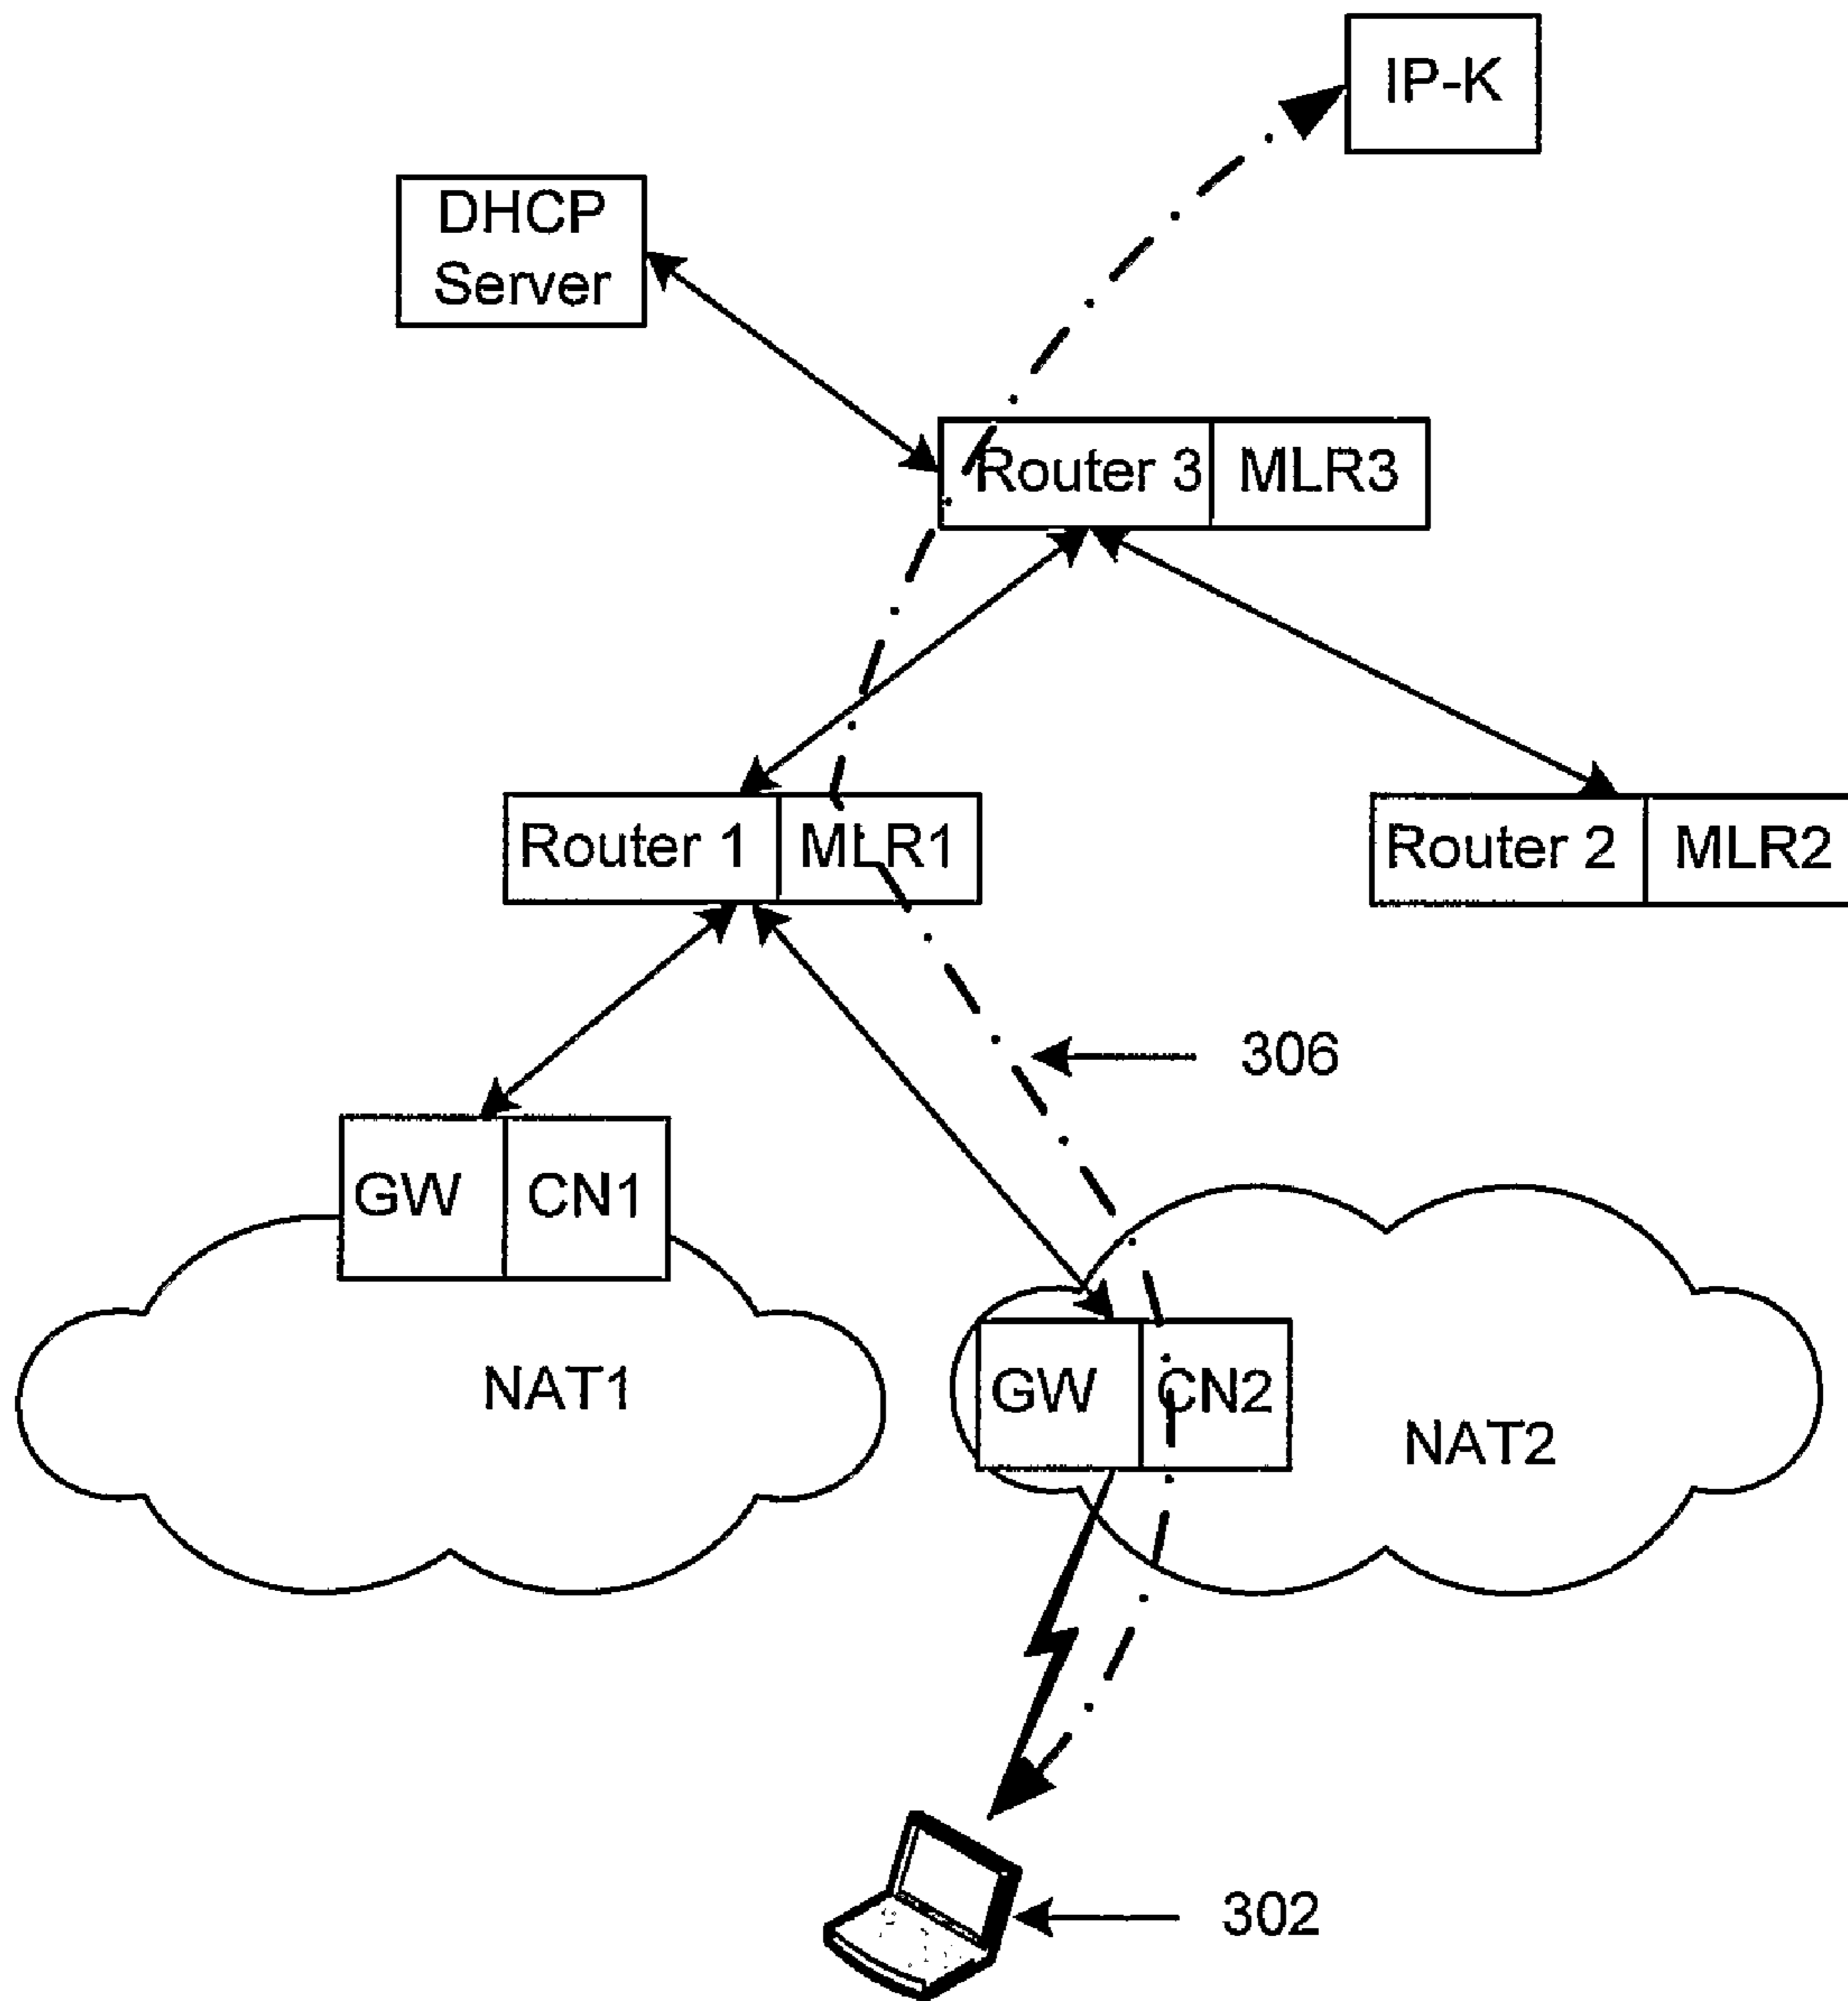 IP-K
DHCP
Server
Router 3 MLR3
Router 1 MLR1
Router 2 MLR2
306
GW CN1
NAT1
GW CN2
NAT2
302